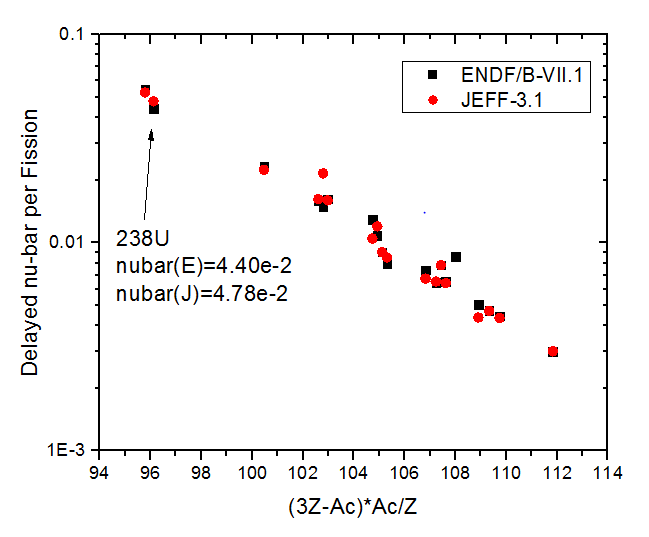 0.1
ENDF/B-VII.1
JEFF-3.1
Delayed nu-bar per Fission
238U
nubar(E)=4.40e-2
nubar(J)=4.78e-2
0.01
1E-3
94 96 98 100 102 104 106 108 110 112 114
(3Z-Ac)*Ac/Z